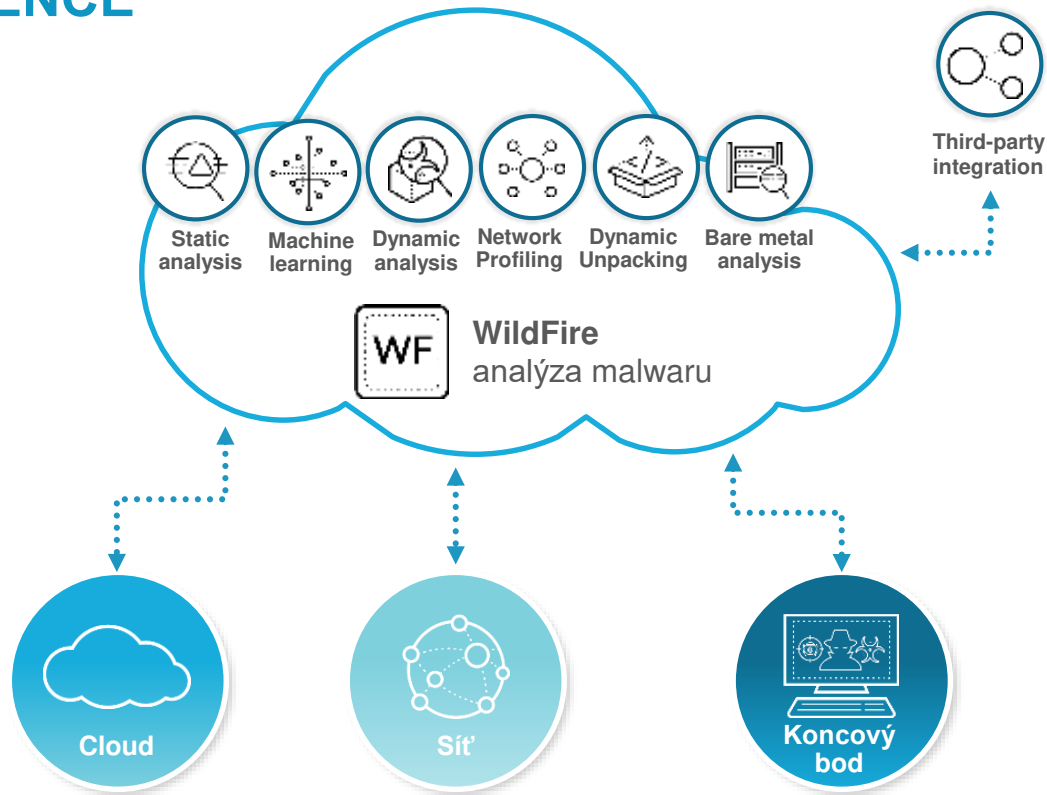 Third-party
integration
Static
analysis
Machine
learning
Dynamic
analysis
Network
Profiling
Dynamic
Unpacking
Bare metal
analysis
WF
WildFire
analýza malwaru
Cloud
Síť
Koncový
bod